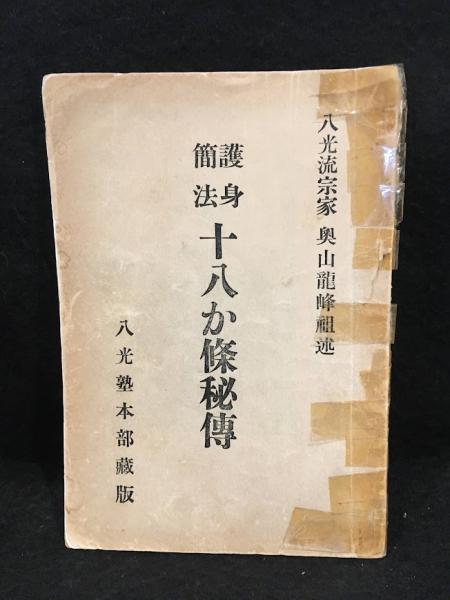 八光流宗家 奥山龍峰祖述
護身
簡法
十八か條秘傳
八光塾本部藏版